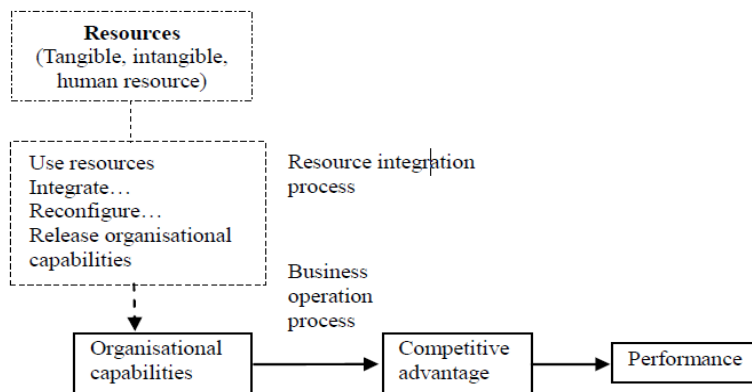 Resources
(Tangible, intangible,
human resource)
Use resources
Integrate…
Reconfigure…
Release organisational
capabilities
Resource integration
process
Business
operation
process
Organisational
capabilities
Competitive
advantage
Performance